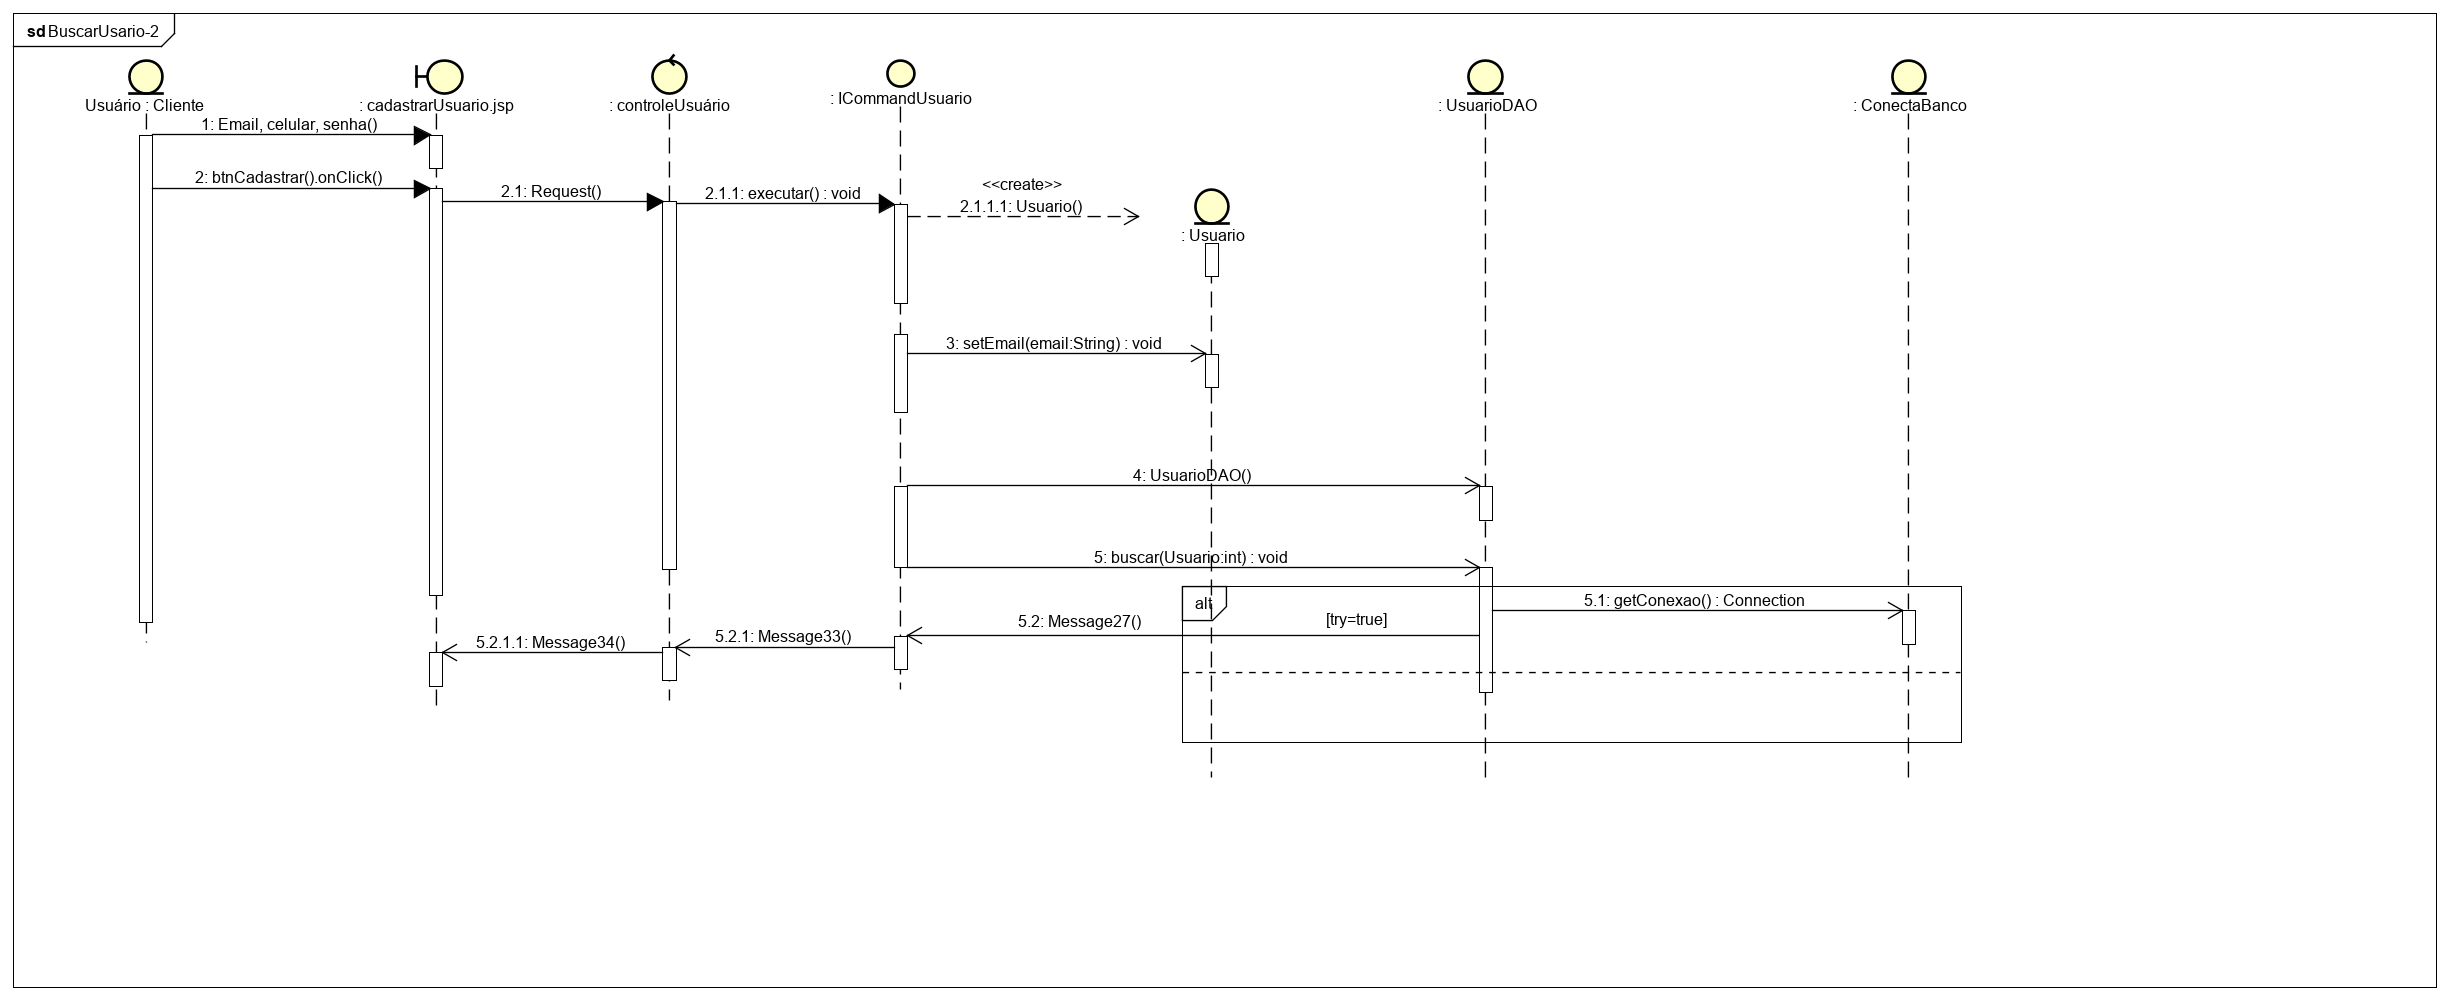 sd BuscarUsario-2
Usuário : Cliente
: cadastrarUsuario.jsp
: controleUsuário
: ICommandUsuario
: UsuarioDAO
: ConectaBanco
1: Email, celular, senha()
2: btnCadastrar().onClick()
2.1: Request()
2.1.1: executar() : void
<<create>>
2.1.1.1: Usuario()
: Usuario
3: setEmail(email:String) : void
4: UsuarioDAO()
5: buscar(Usuario:int) : void
alt
5.1: getConexao() : Connection
[try=true]
5.2: Message27()
5.2.1: Message33()
5.2.1.1: Message34()